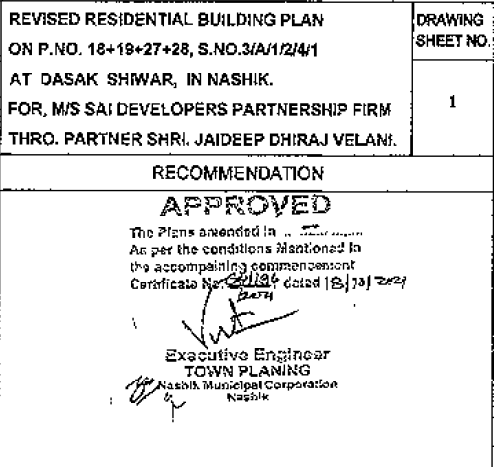 REVISED RESIDENTIAL BUILDING PLAN
ON P.NO. 18+19+27+28, S.NO.3/A/1/2/4/1
AT DASAK SHIWAR, IN NASHIK.
FOR, M/S SAI DEVELOPERS PARTNERSHIP FIRM
THRO. PARTNER SHRI. JAIDEEP DHIRAJ VELANI.
DRAWING
SHEET NO.
1
RECOMMENDATION
APPROVED
The Plans amended in
As per the conditions Mentioned in
the accompaining commencement
Certificate No. dated 18/10/2021
Executive Engineer
TOWN PLANING
Nashik Municipal Corporation
Nashik